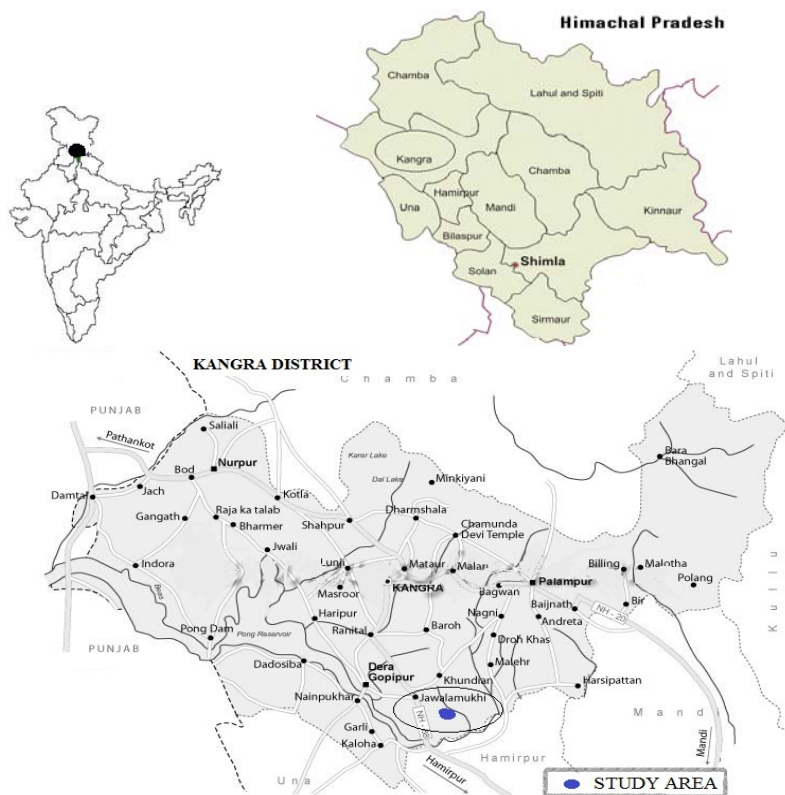 Himachal Pradesh
Chamba
Lahul and Spiti
Kangra
Chamba
Hamirpur
Una
Mandi
Kinnaur
Bilaspur
Shimla
Solan
Sirmaur
KANGRA DISTRICT
Chamba
Lahul
and Spiti
PUNJAB
Pathankot
Saliali
Nurpur
Bod
Jach
Damtal
Kotla
Karer Lake
Dal Lake
Minkiyani
Bara
Bhangal
Gangath
Raja ka talab
Bharmer
Shahpur
Dharmshala
Chamunda
Devi Temple
Jwali
Indora
Lunli
Masroor
Mataur
KANGRA
Malan
Bagwan
Palampur
Billing
Malotha
Polang
Bir
Kullu
Beas
Haripur
Nagni
Baijnath
Andreta
NH - 20
Pong Dam
Pong Reservoir
Ranital
Baroh
Droh Khas
PUNJAB
Dadosiba
Dera
Gopipur
Khundian
Malehr
Harsipattan
Nainpukhar
Jawalamukhi
Mandi
Garli
Kaloha
Hamirpur
Mandi
Una
Hamirpur
STUDY AREA